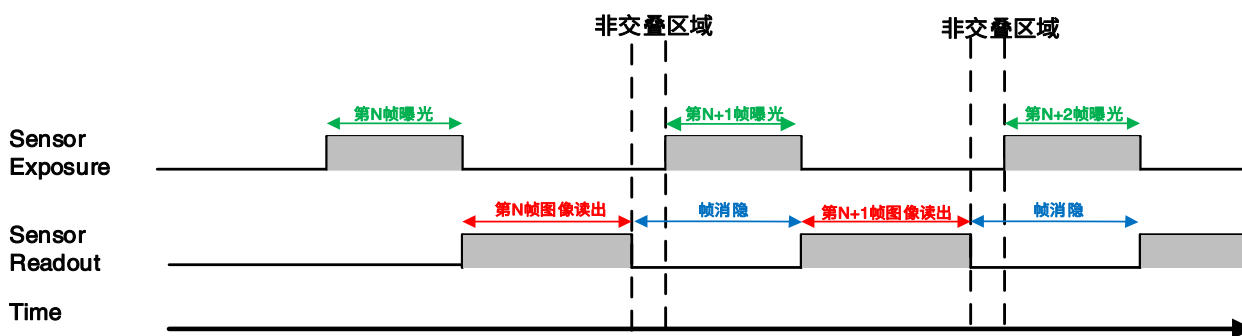 非交叠区域
非交叠区域
第N帧曝光
第N+1帧曝光
第N+2帧曝光
Sensor
Exposure
第N帧图像读出
帧消隐
第N+1帧图像读出
帧消隐
Sensor
Readout
Time